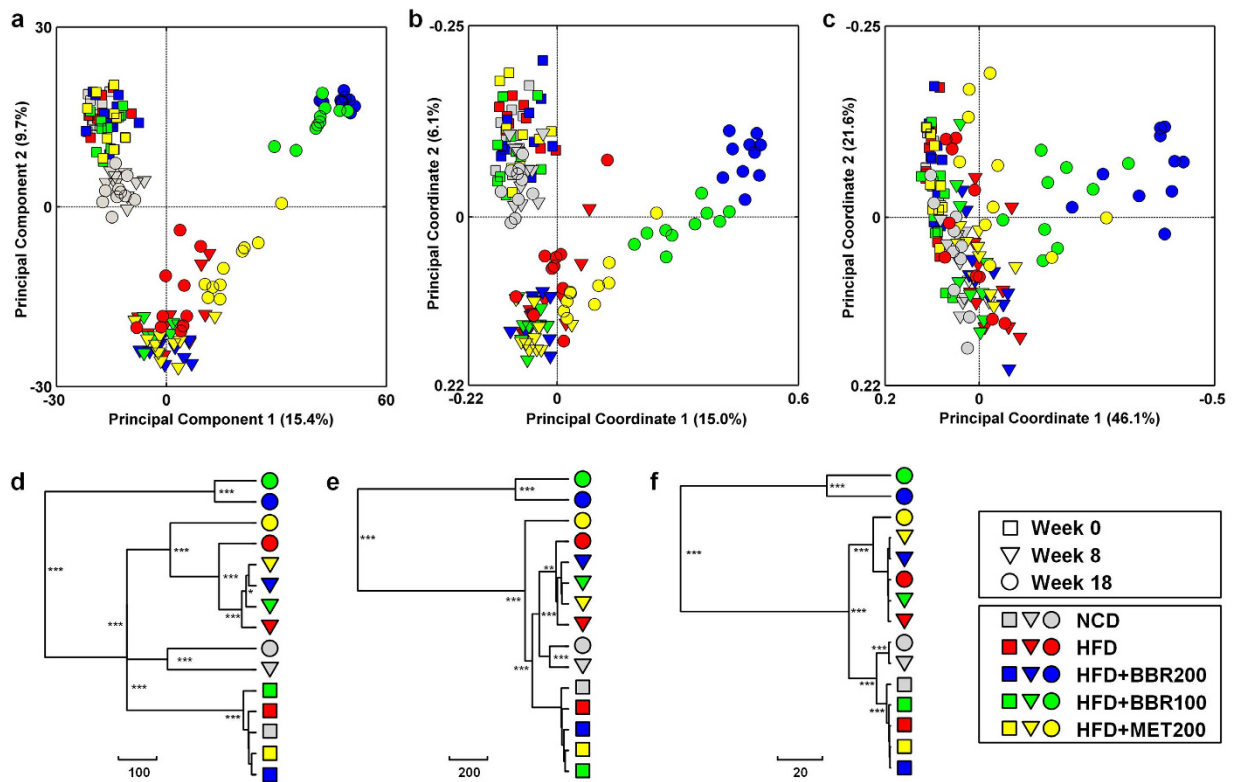 a
b
c
30
0
-30
Principal Component 2 (9.7%)
-30
0
60
Principal Component 1 (15.4%)
-0.25
0
0.22
Principal Coordinate 2 (6.1%)
-0.22
0
0.6
Principal Coordinate 1 (15.0%)
-0.25
0
0.22
Principal Coordinate 2 (21.6%)
0.2
0
-0.5
Principal Coordinate 1 (46.1%)
d
***
***
***
***
***
*
***
***
***
***
***
100
e
***
***
***
**
***
***
***
***
200
f
***
***
***
***
***
***
***
20
Week 0
Week 8
Week 18
NCD
HFD
HFD+BBR200
HFD+BBR100
HFD+MET200